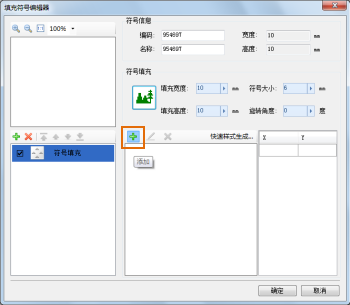 填充符号编辑器
100%
符号信息
编码: 95489T 宽度: 10 mm
名称: 95489T 高度: 10 mm
符号填充
填充宽度: 10 mm 符号大小: 6 mm
填充高度: 10 mm 旋转角度: 0 度
快速样式生成... X Y
符号填充
添加
确定 取消